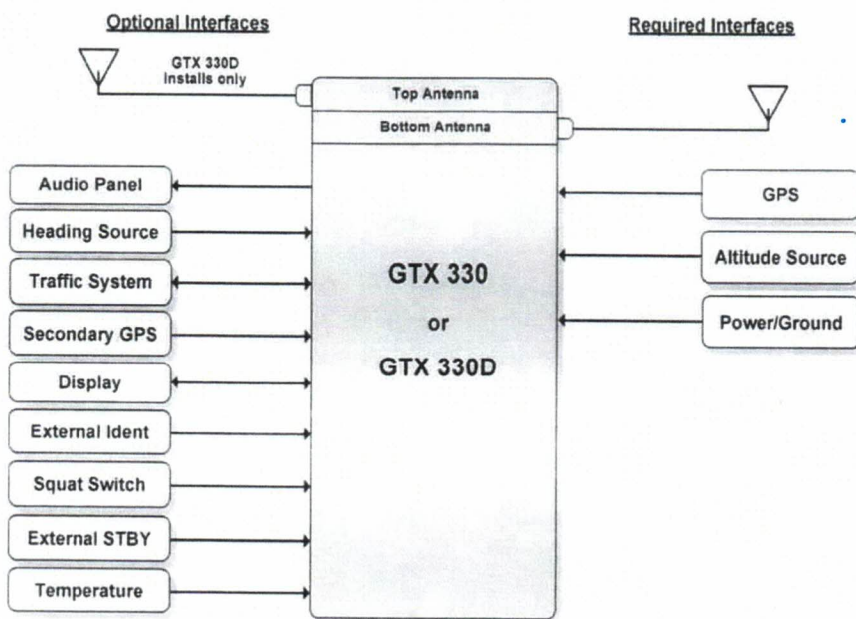 Optional Interfaces
Required Interfaces
GTX 330D
installs only
Top Antenna
Bottom Antenna
Audio Panel
Heading Source
Traffic System
Secondary GPS
Display
External Ident
Squat Switch
External STBY
Temperature
GTX 330
or
GTX 330D
GPS
Altitude Source
Power/Ground